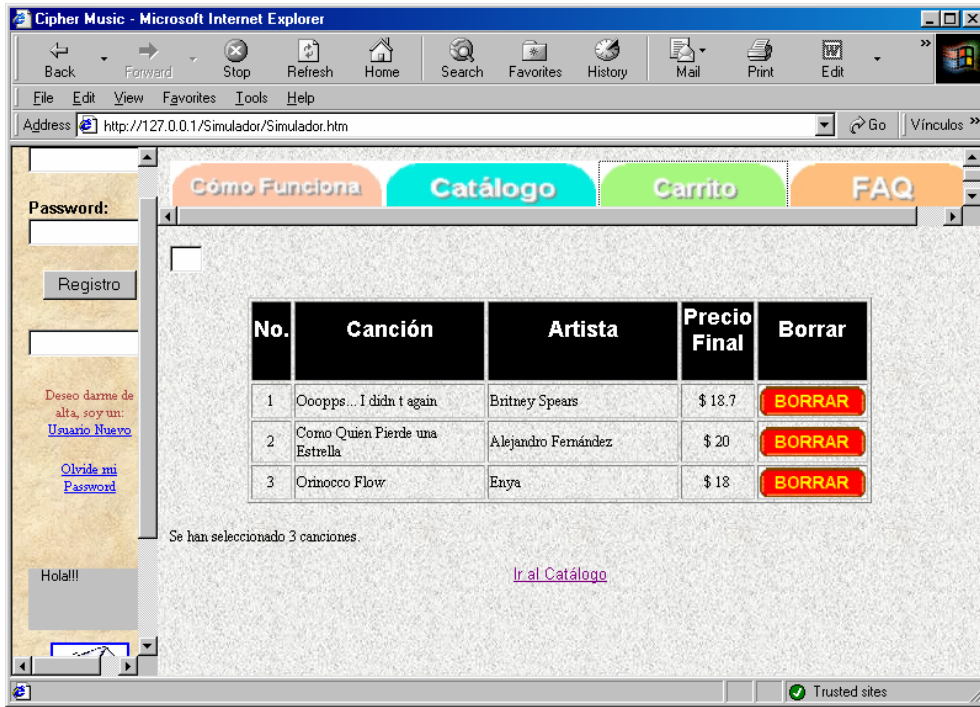 Cipher Music - Microsoft Internet Explorer
Back Forward Stop Refresh Home Search Favorites History Mail Print Edit »
File Edit View Favorites Tools Help
Address http://127.0.0.1/Simulador/Simulador.htm Go Vínculos »
Cómo Funciona Catálogo Carrito FAQ
Password:
Registro
Deseo darme de
alta, soy un:
Usuario Nuevo
Olvide mi
Password
Hola!!!
No. Canción Artista Precio Final Borrar
1 Ooopps... I didn t again Britney Spears $ 18.7 BORRAR
2 Como Quien Pierde una Estrella Alejandro Fernández $ 20 BORRAR
3 Orinocco Flow Enya $ 18 BORRAR
Se han seleccionado 3 canciones.
Ir al Catálogo
Trusted sites